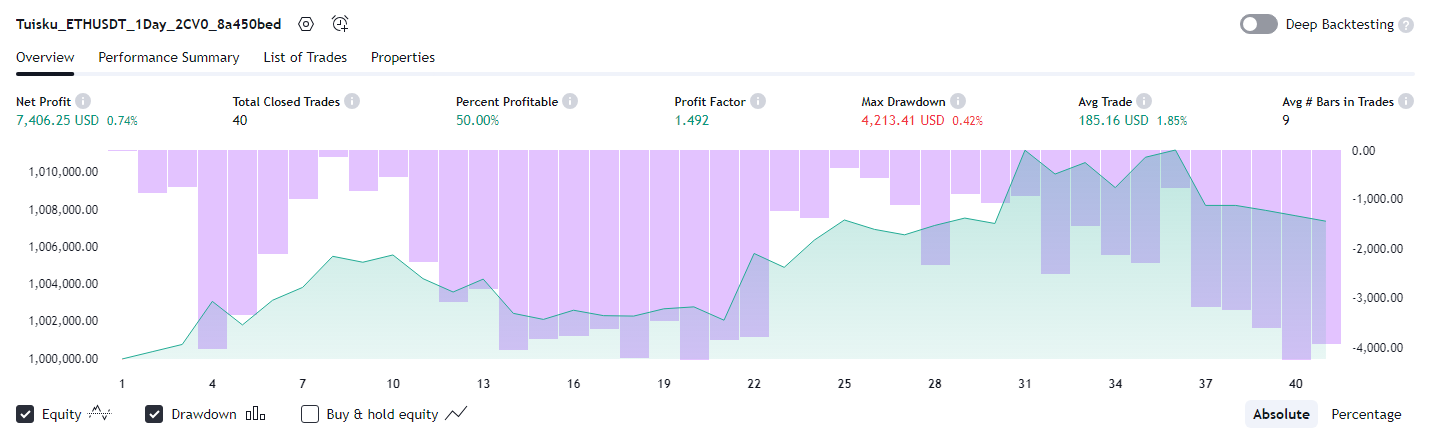 Tuisku_ETHUSDT_1Day_2CV0_8a450bed Deep Backtesting ?
Overview Performance Summary List of Trades Properties
Net Profit i Total Closed Trades i Percent Profitable i Profit Factor i Max Drawdown i Avg Trade i Avg # Bars in Trades i
7,406.25 USD 0.74% 40 50.00% 1.492 4,213.41 USD 0.42% 185.16 USD 1.85% 9
0.00
1,010,000.00
-1,000.00
1,008,000.00
1,006,000.00 -2,000.00
1,004,000.00
-3,000.00
1,002,000.00
-4,000.00
1,000,000.00
1 4 7 10 13 16 19 22 25 28 31 34 37 40
Equity Drawdown Buy & hold equity Absolute Percentage